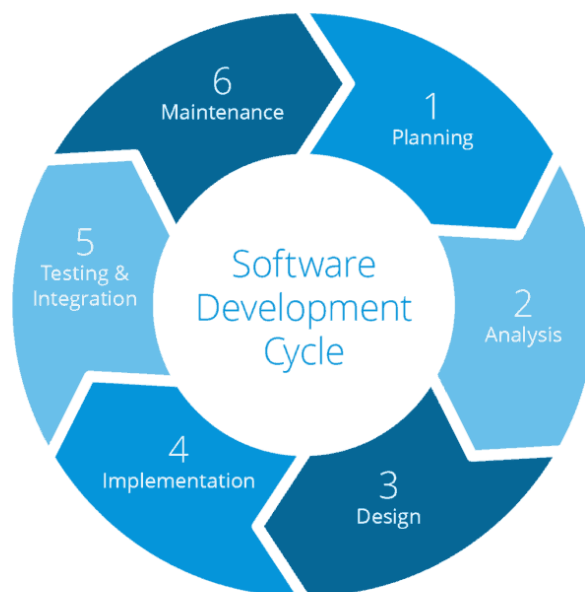 Software
Development
Cycle
1
Planning
2
Analysis
3
Design
4
Implementation
5
Testing &
Integration
6
Maintenance